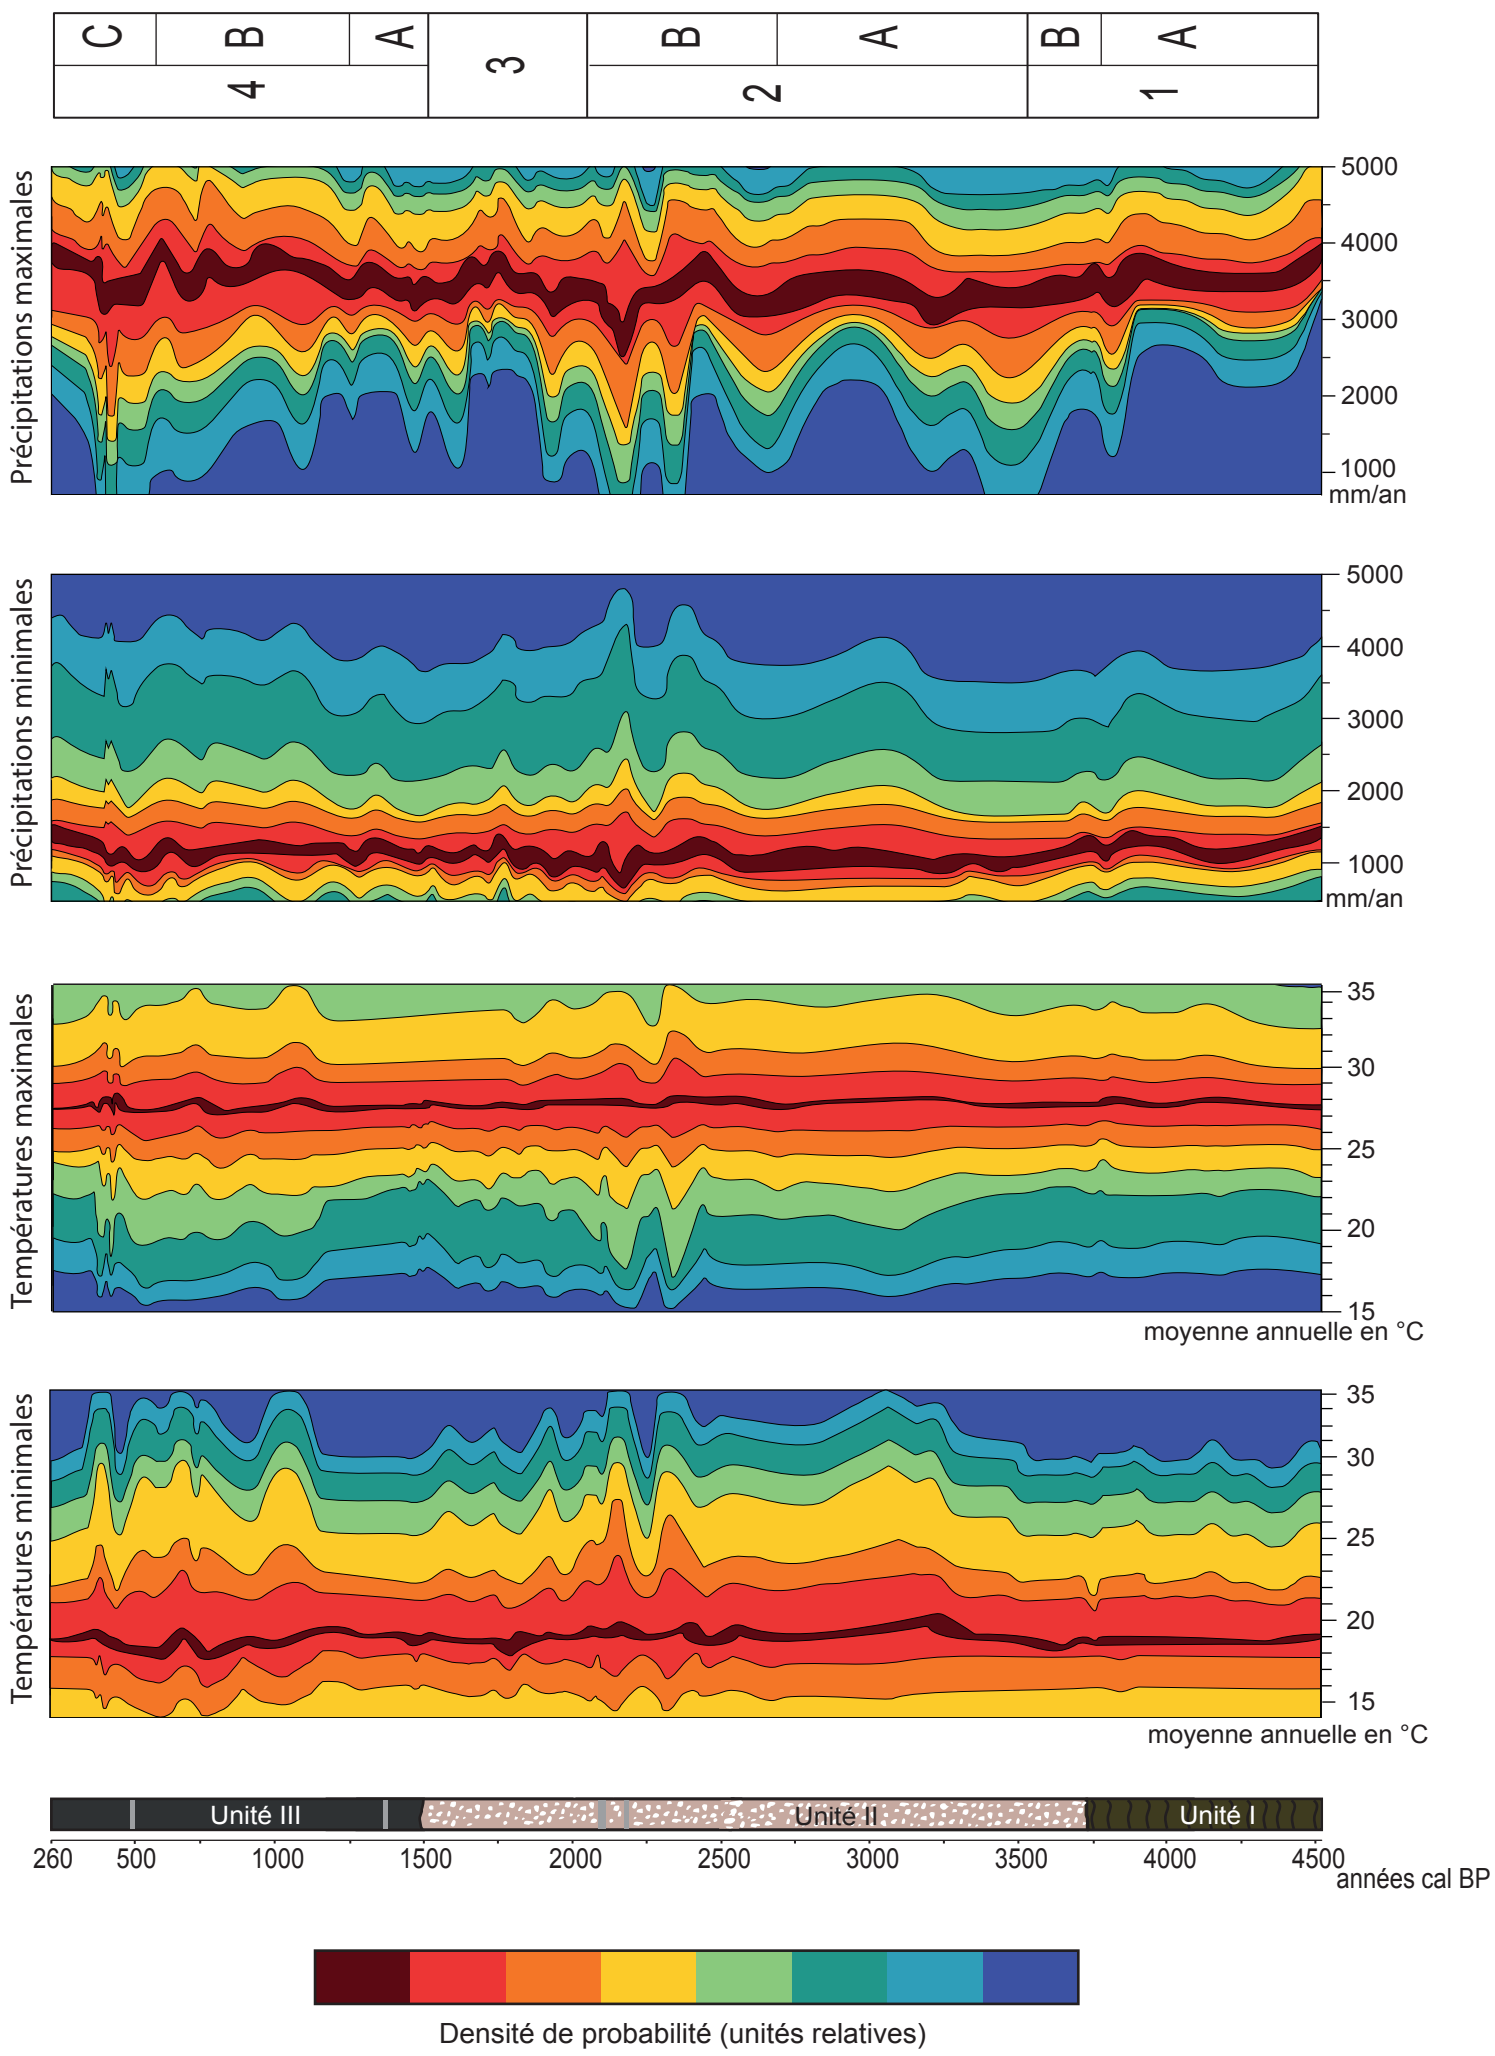 C B A B A B A
4 3 2 1
Précipitations maximales
5000
4000
3000
2000
1000
mm/an
Précipitations minimales
5000
4000
3000
2000
1000
mm/an
Températures maximales
35
30
25
20
15
moyenne annuelle en °C
Températures minimales
35
30
25
20
15
moyenne annuelle en °C
Unité III Unité II Unité I
260 500 1000 1500 2000 2500 3000 3500 4000 4500
années cal BP
Densité de probabilité (unités relatives)